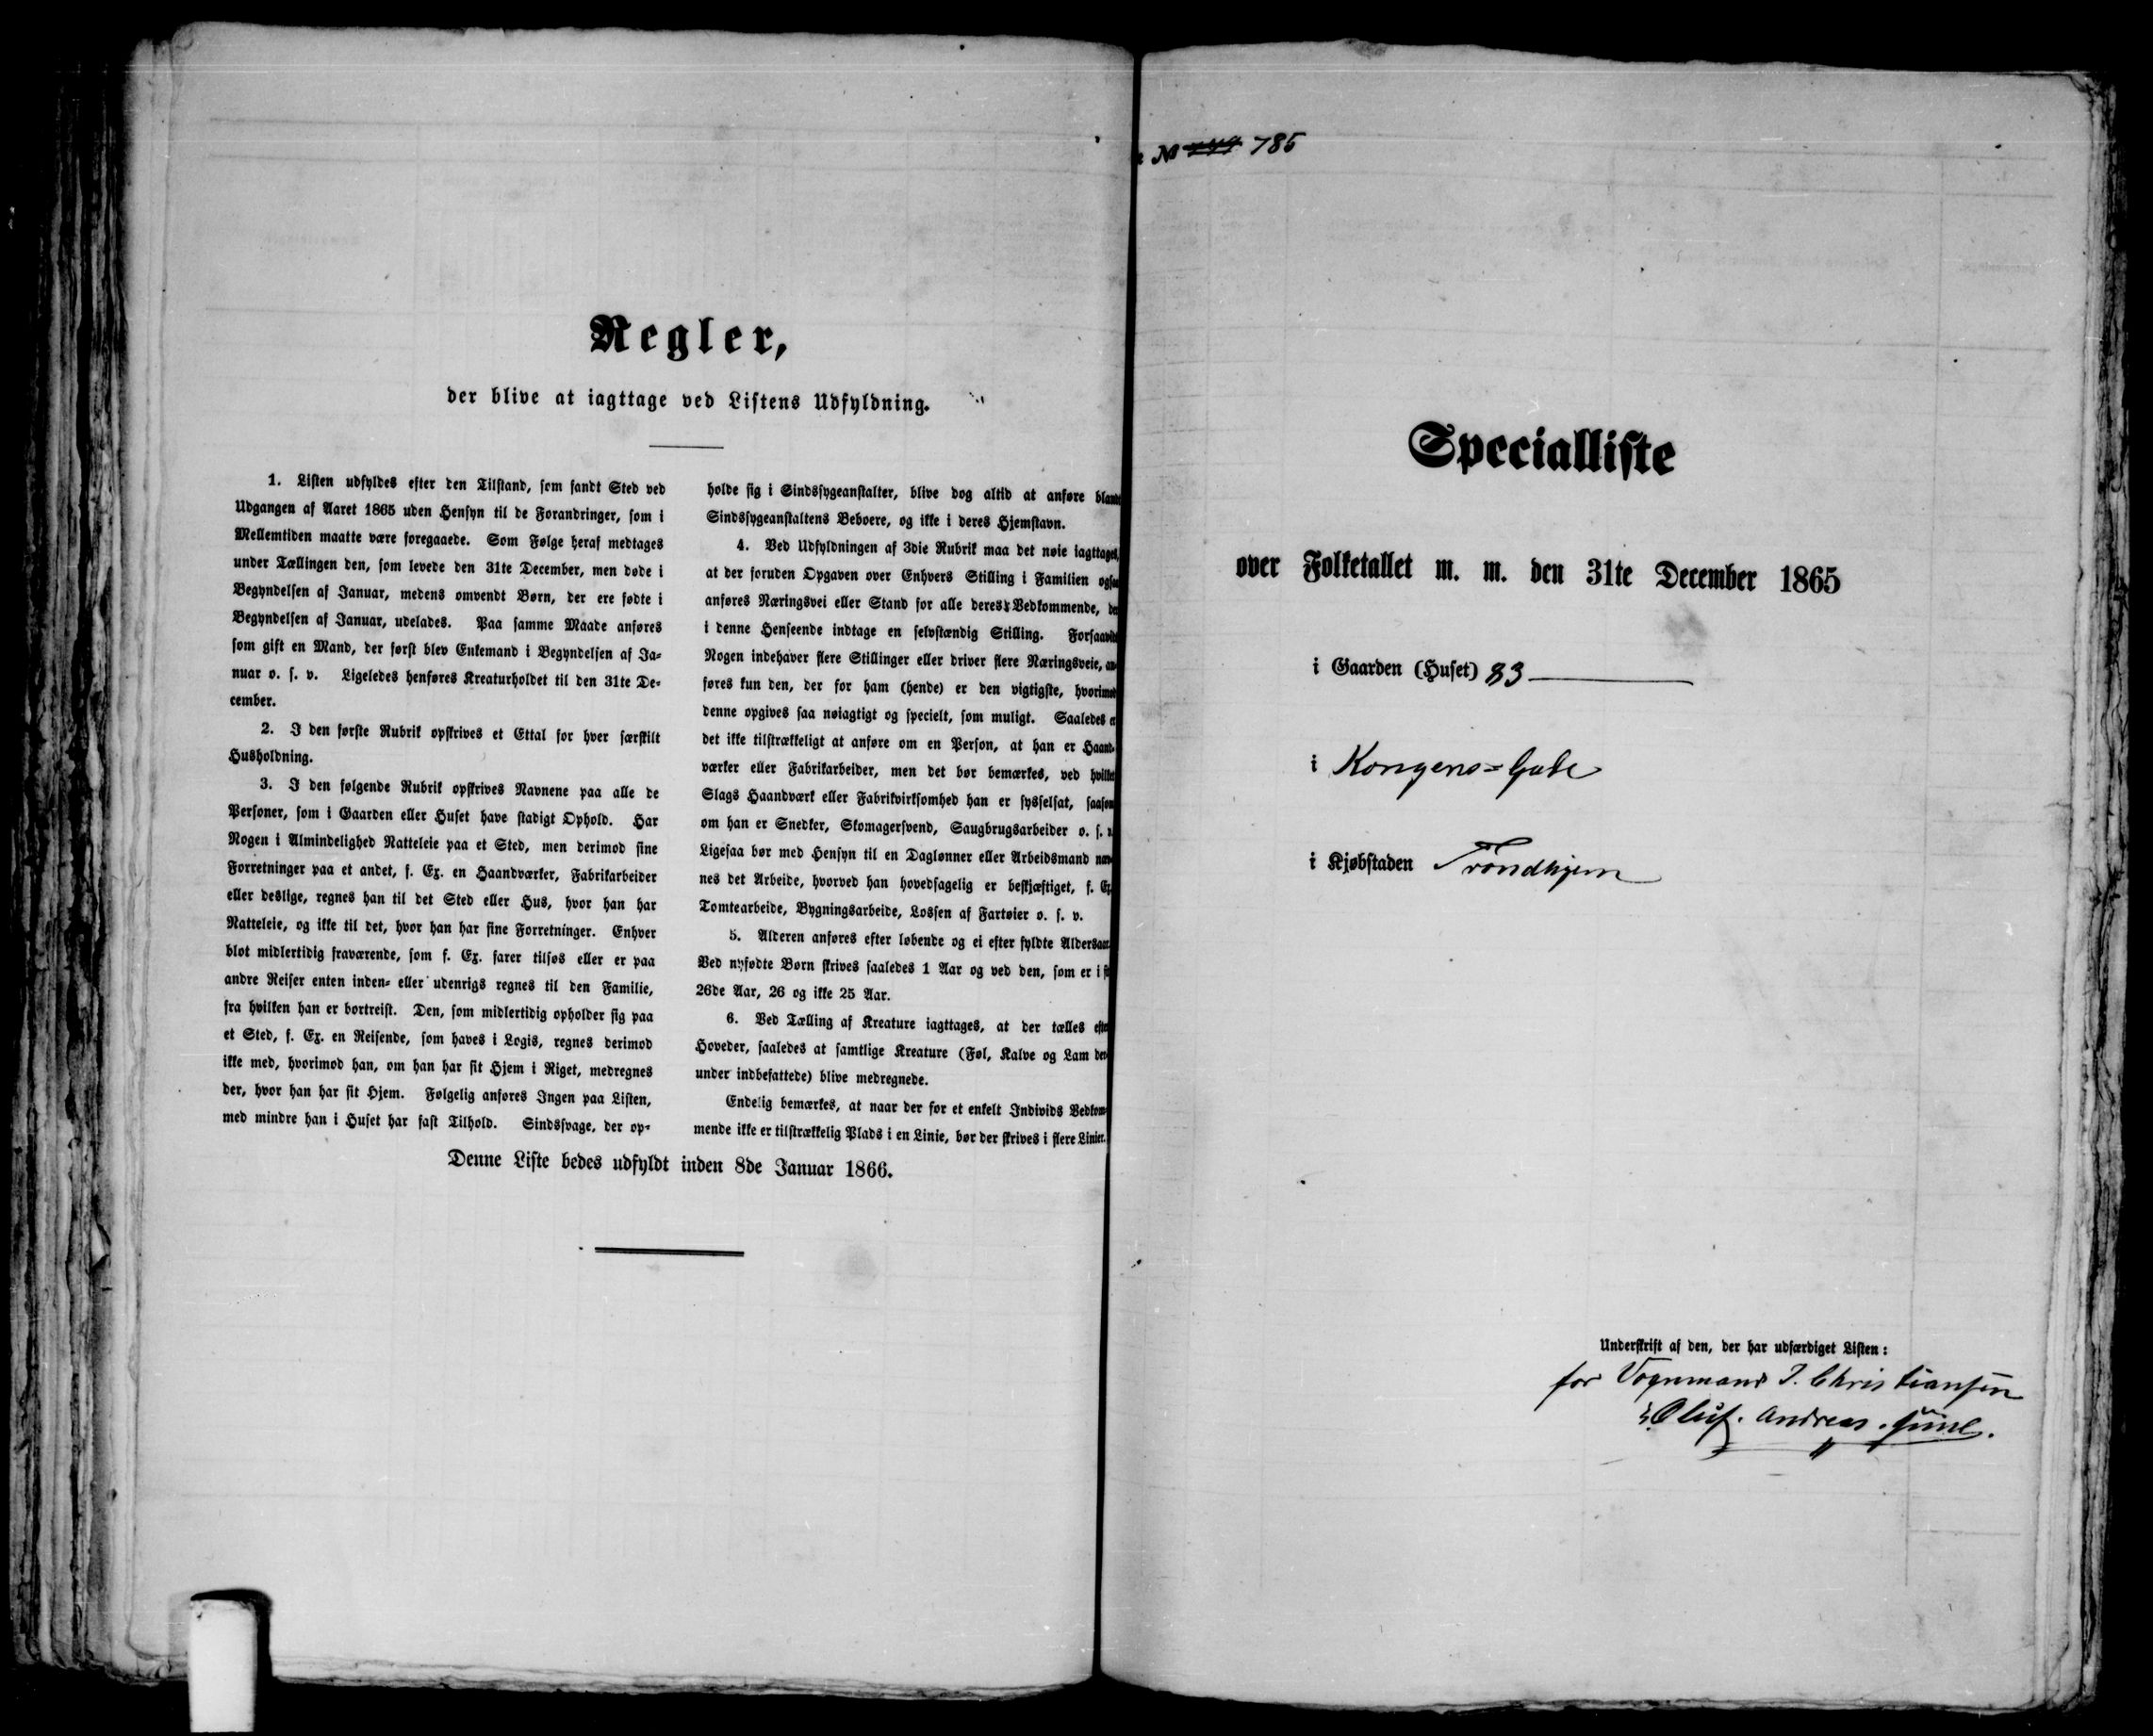 Regler,
der blive at iagttage ved Listens Udfyldning.
1. Listen udfyldes efter den Tilstand, som fandt Sted ved
Udgangen af Aaret 1865 uden Hensyn til de Forandringer, som i
Mellemtiden maatte være foregaaede. Som Følge heraf medtages
under Tællingen den, som levede den 31te December, men døde i
Begyndelsen af Januar, medens omvendt Børn, der ere fødte i
Begyndelsen af Januar, udelades. Paa samme Maade anføres
som gift en Mand, der først blev Enkemand i Begyndelsen af Ja-
nuar o. s. v. Ligeledes henføres Kreaturholdet til den 31te De-
cember.
2. I den første Rubrik opskrives et Ettal for hver særskilt
Husholdning.
3. I den følgende Rubrik opskrives Navnene paa alle de
Personer, som i Gaarden eller Huset have stadigt Ophold. Har
Nogen i Almindelighed Natteleie paa et Sted, men derimod sine
Forretninger paa et andet, f. Ex. en Haandværker, Fabrikarbeider
eller deslige, regnes han til det Sted eller Hus, hvor han har
Natteleie, og ikke til det, hvor han har sine Forretninger. Enhver
blot midlertidig fraværende, som f. Ex. farer tilsøs eller er paa
andre Reiser enten inden- eller udenrigs regnes til den Familie,
fra hvilken han er bortreist. Den, som midlertidig opholder sig paa
et Sted, f. Ex. en Reisende, som haves i Logis, regnes derimod
ikke med, hvorimod han, om han har sit Hjem i Riget, medregnes
der, hvor han har sit Hjem. Følgelig anføres Ingen paa Listen,
med mindre han i Huset har fast Tilhold. Sindssvage, der op-
holde sig i Sindssygeanstalter, blive dog altid at anføre blandt
Sindssygeanstaltens Beboere, og ikke i deres Hjemstavn.
4. Ved Udfyldningen af 3die Rubrik maa det nøie iagttages,
at der foruden Opgaven over Enhvers Stilling i Familien ogsaa
anføres Næringsvei eller Stand for alle deres Vedkommende, der
i denne Henseende indtage en selvstændig Stilling. Forsaavidt
Nogen indehaver flere Stillinger eller driver flere Næringsveie, an-
føres kun den, der for ham (hende) er den vigtigste, hvorimod
denne opgives saa nøiagtigt og specielt, som muligt. Saaledes er
det ikke tilstrækkeligt at anføre om en Person, at han er Haand-
værker eller Fabrikarbeider, men det bør bemærkes, ved hvilket
Slags Haandværk eller Fabrikvirksomhed han er sysselsat, saasom
om han er Snedker, Skomagersvend, Saugbrugsarbeider o. s. v.
Ligesaa bør med Hensyn til en Daglønner eller Arbeidsmand næv-
nes det Arbeide, hvorved han hovedsagelig er beskjæftiget, f. Ex.
Tomtearbeide, Bygningsarbeide, Lossen af Fartøier o. s. v.
5. Alderen anføres efter løbende og ei efter fyldte Aldersaar.
Ved nyfødte Børn skrives saaledes 1 Aar og ved den, som er i sit
26de Aar, 26 og ikke 25 Aar.
6. Ved Tælling af Kreature iagttages, at der tælles efter
Hoveder, saaledes at samtlige Kreature (Føl, Kalve og Lam der-
under indbefattede) blive medregnede.
Endelig bemærkes, at naar der for et enkelt Individs Vedkom-
mende ikke er tilstrækkelig Plads i en Linie, bør der skrives i flere Linier.
Denne Liste bedes udfyldt inden 8de Januar 1866.
No 785
Specialliste
over Folketallet m. m. den 31te December 1865
i Gaarden (Huset) 83
i Kongens=Gade
i Kjøbstaden Trondhjem
Underskrift af den, der har udfærdiget Listen:
for Vognmand J. Christiansen
Oluf. Andreas.